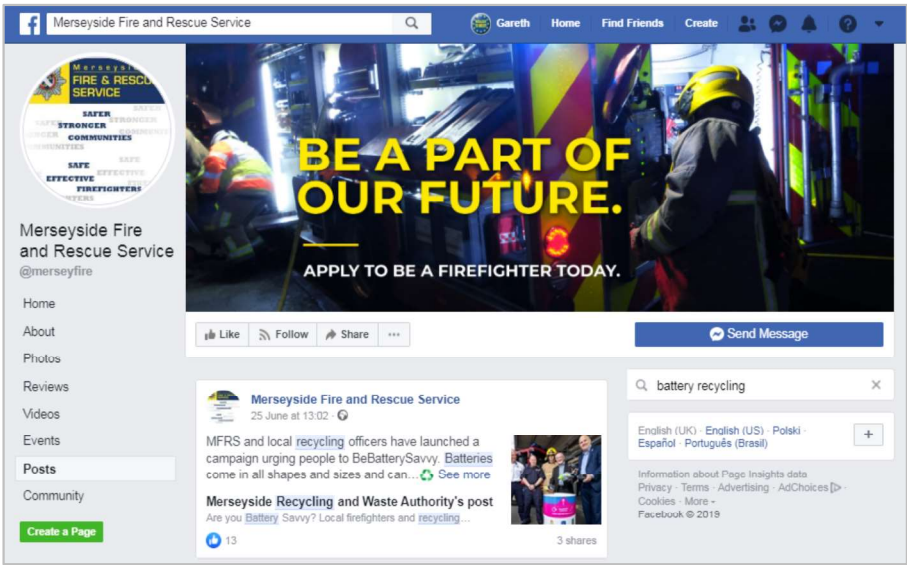 Merseyside Fire and Rescue Service
Gareth Home Find Friends Create
Merseyside
FIRE & RESCUE
SERVICE
SAFER
STRONGER
COMMUNITIES
SAFE
EFFECTIVE
FIREFIGHTERS
BE A PART OF
OUR FUTURE.
APPLY TO BE A FIREFIGHTER TODAY.
Merseyside Fire
and Rescue Service
@merseyfire
Home
About
Photos
Reviews
Videos
Events
Posts
Community
Create a Page
Like Follow Share ...
Send Message
Merseyside Fire and Rescue Service
25 June at 13:02 ·
MFRS and local recycling officers have launched a
campaign urging people to BeBatterySavvy. Batteries
come in all shapes and sizes and can... See more
Merseyside Recycling and Waste Authority's post
Are you Battery Savvy? Local firefighters and recycling...
13 3 shares
battery recycling
English (UK) · English (US) · Polski ·
Español · Português (Brasil)
Information about Page Insights data
Privacy · Terms · Advertising · AdChoices ·
Cookies · More
Facebook © 2019